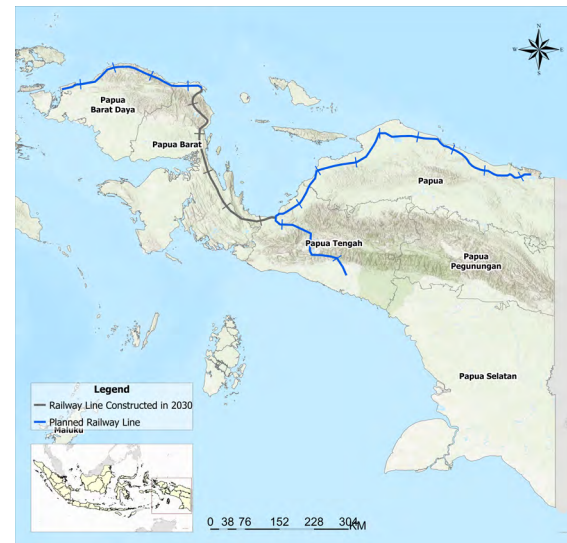 N
W E
S
Papua
Barat Daya
Papua Barat
Papua
Papua Tengah
Papua
Pegunungan
Papua Selatan
Legend
Railway Line Constructed in 2030
Planned Railway Line
Maluku
0 38 76 152 228 304
KM